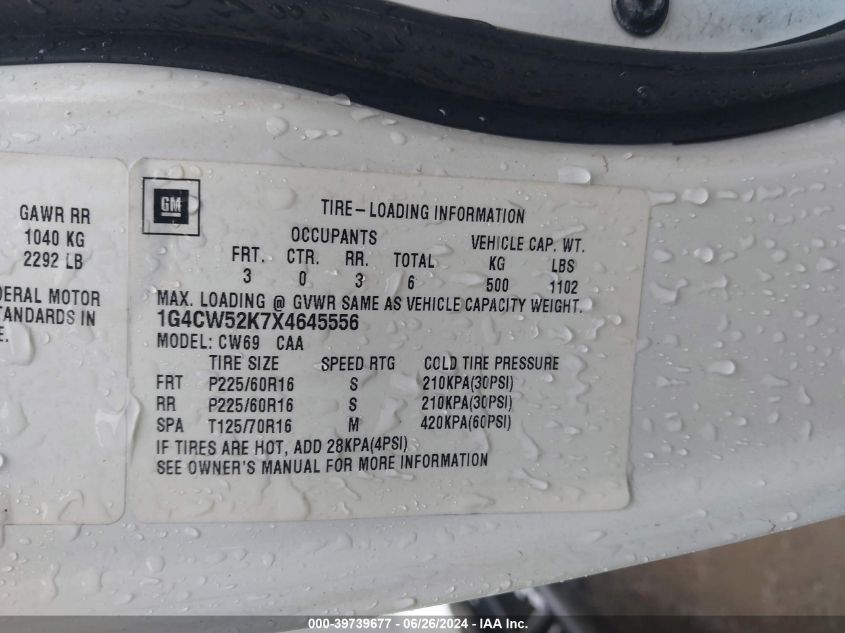 GAWR RR
1040 KG
2292 LB
DERAL MOTOR
TANDARDS IN
E.
GM
TIRE-LOADING INFORMATION
OCCUPANTS VEHICLE CAP. WT.
FRT. CTR. RR. TOTAL KG LBS
3 0 3 6 500 1102
MAX. LOADING @ GVWR SAME AS VEHICLE CAPACITY WEIGHT.
1G4CW52K7X4645556
MODEL: CW69 CAA
TIRE SIZE SPEED RTG COLD TIRE PRESSURE
FRT P225/60R16 S 210KPA(30PSI)
RR P225/60R16 S 210KPA(30PSI)
SPA T125/70R16 M 420KPA(60PSI)
IF TIRES ARE HOT, ADD 28KPA(4PSI)
SEE OWNER'S MANUAL FOR MORE INFORMATION
000-39739677 - 06/26/2024 - IAA Inc.